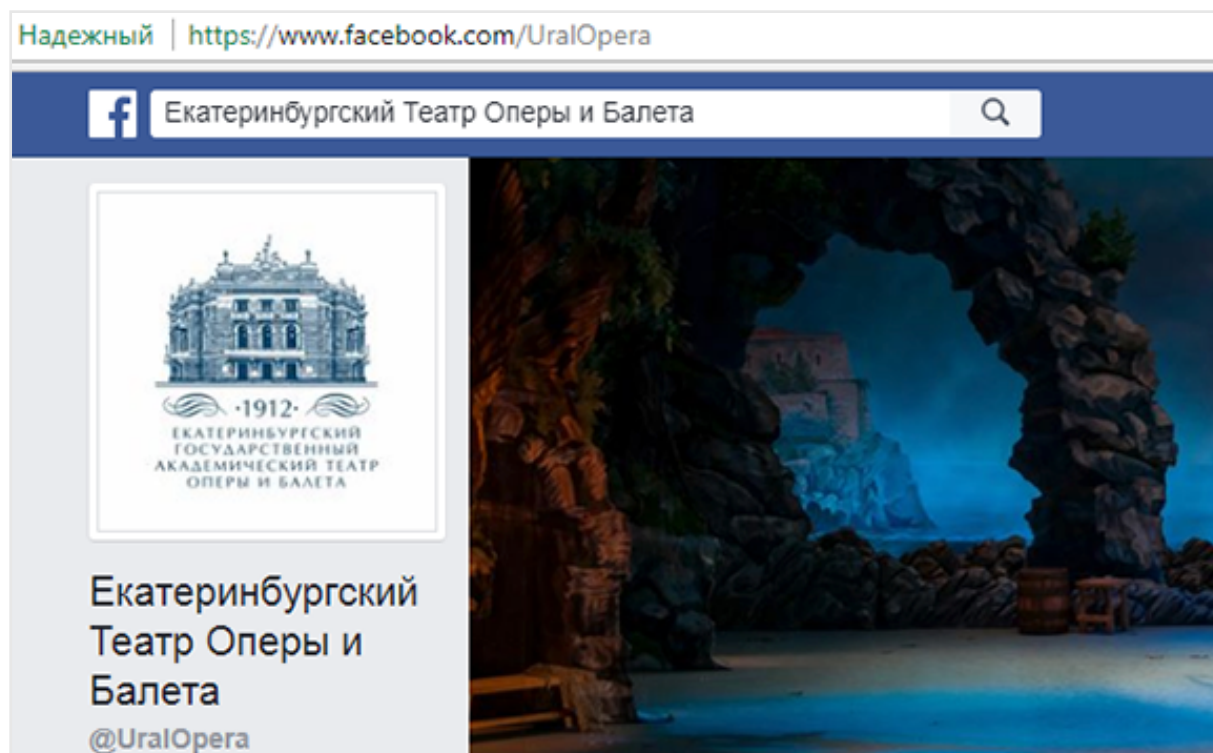 Надежный | https://www.facebook.com/UralOpera
Екатеринбургский Театр Оперы и Балета
·1912·
ЕКАТЕРИНБУРГСКИЙ
ГОСУДАРСТВЕННЫЙ
АКАДЕМИЧЕСКИЙ ТЕАТР
ОПЕРЫ И БАЛЕТА
Екатеринбургский
Театр Оперы и
Балета
@UralOpera